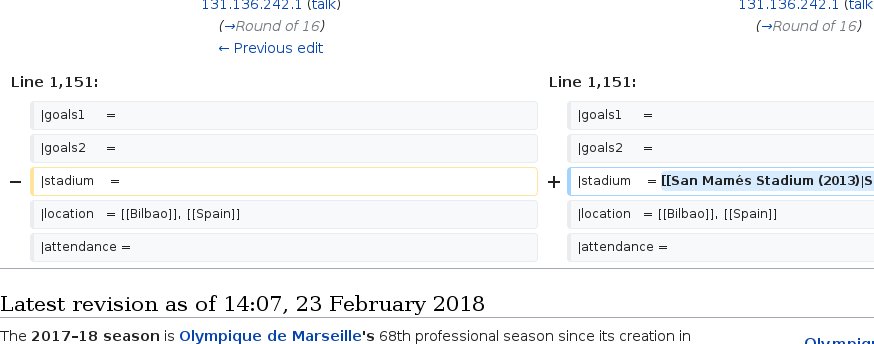 131.136.242.1 (talk)
(→Round of 16)
← Previous edit
131.136.242.1 (talk
(→Round of 16)
Line 1,151:
Line 1,151:
|goals1 =
|goals1 =
|goals2 =
|goals2 =
− |stadium =
+ |stadium = [[San Mamés Stadium (2013)|S
|location = [[Bilbao]], [[Spain]]
|location = [[Bilbao]], [[Spain]]
|attendance =
|attendance =
Latest revision as of 14:07, 23 February 2018
The 2017–18 season is Olympique de Marseille's 68th professional season since its creation in
Olympiq